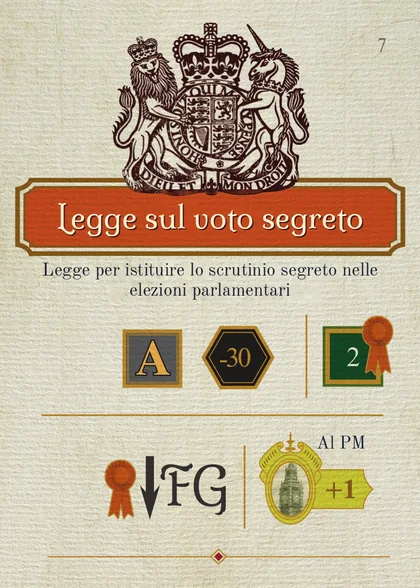 7
DIEU ET MON DROIT
Legge sul voto segreto
Legge per istituire lo scrutinio segreto nelle
elezioni parlamentari
A -30 2
FG
Al PM
+1